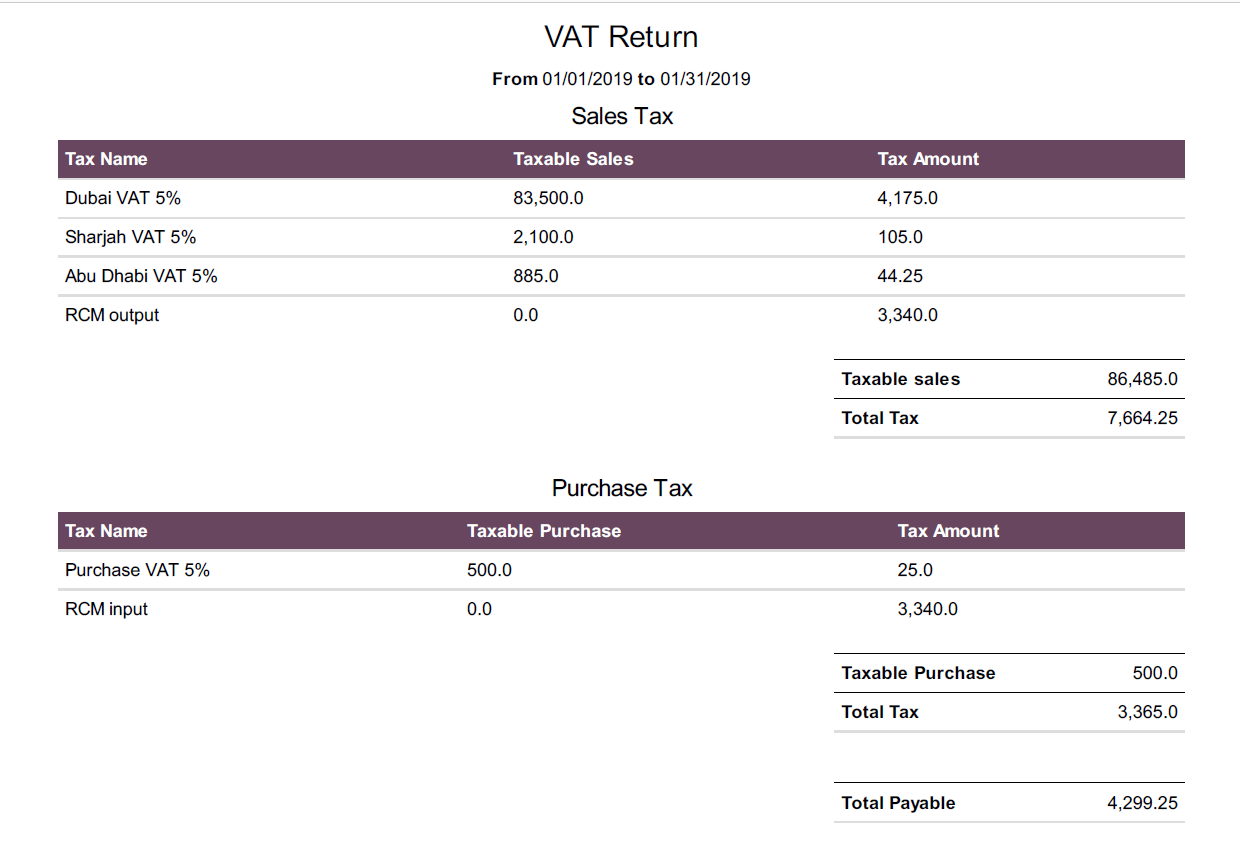 VAT Return
From 01/01/2019 to 01/31/2019
Sales Tax
Tax Name Taxable Sales Tax Amount
Dubai VAT 5% 83,500.0 4,175.0
Sharjah VAT 5% 2,100.0 105.0
Abu Dhabi VAT 5% 885.0 44.25
RCM output 0.0 3,340.0
Taxable sales 86,485.0
Total Tax 7,664.25
Purchase Tax
Tax Name Taxable Purchase Tax Amount
Purchase VAT 5% 500.0 25.0
RCM input 0.0 3,340.0
Taxable Purchase 500.0
Total Tax 3,365.0
Total Payable 4,299.25